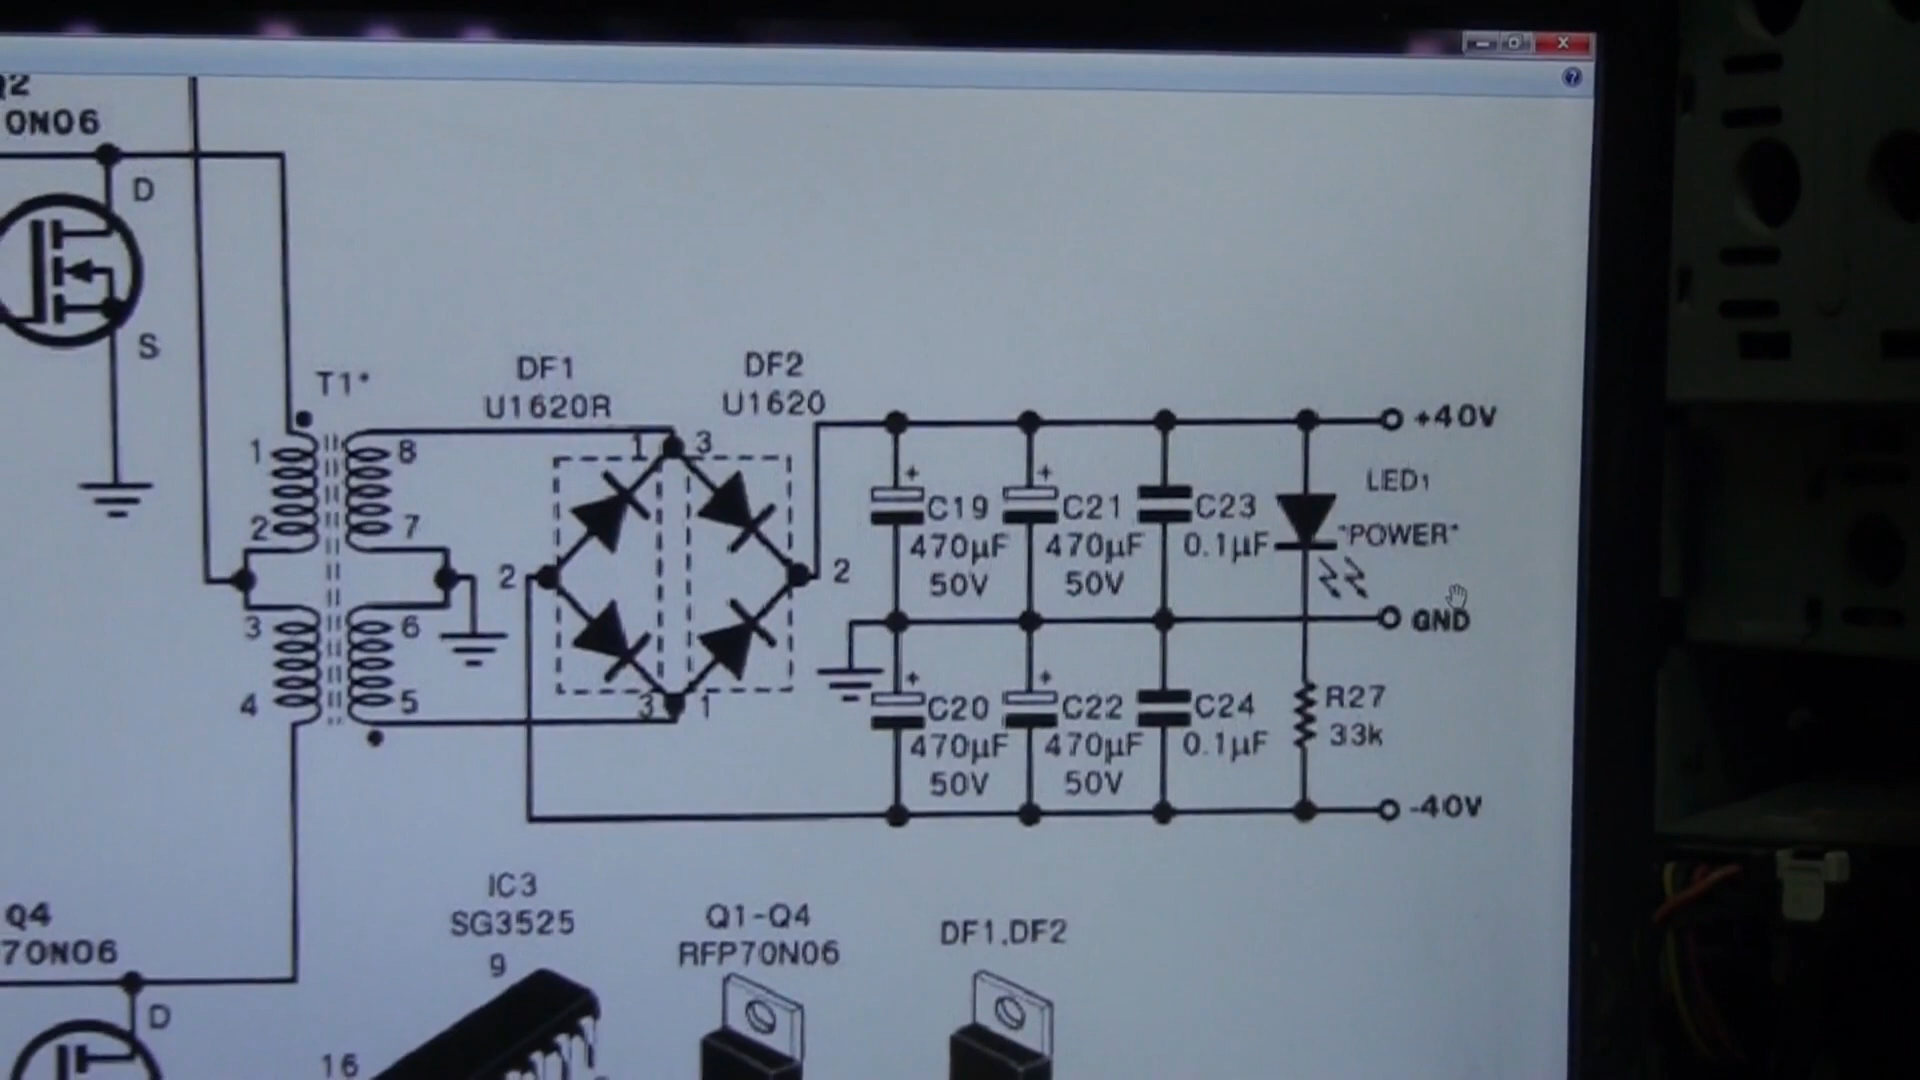 0N06
D
S
T1*
DF1
U1620R
DF2
U1620
1
8
1
3
2
7
2
2
3
6
4
5
3
1
+
C19
470µF
50V
+
C21
470µF
50V
C23
0.1µF
+40V
LED1
"POWER"
GND
+
C20
470µF
50V
+
C22
470µF
50V
C24
0.1µF
R27
33k
-40V
Q4
70N06
D
IC3
SG3525
9
16
Q1-Q4
RFP70N06
DF1,DF2